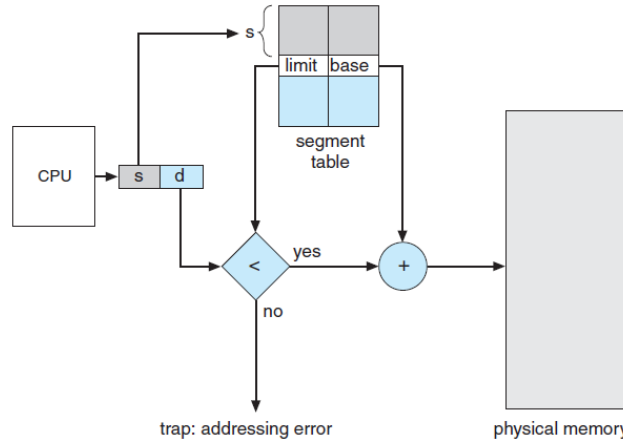 s
limit base
segment
table
CPU
s d
<
yes
+
no
trap: addressing error
physical memory